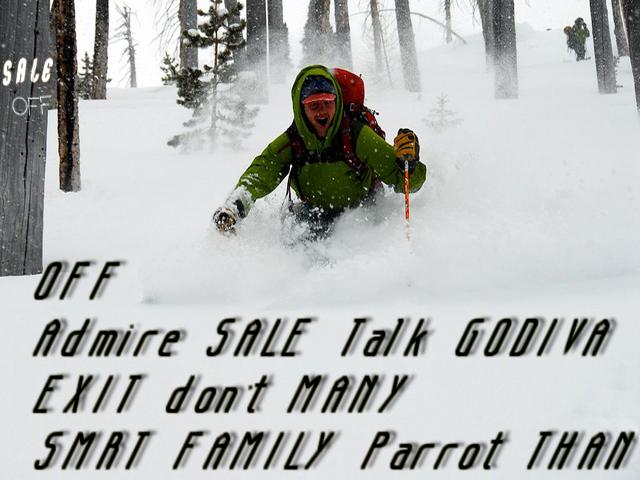 SALE
OFF
OFF
Admire SALE Talk GODIVA
EXIT don't MANY
SMRT FAMILY Parrot THAN